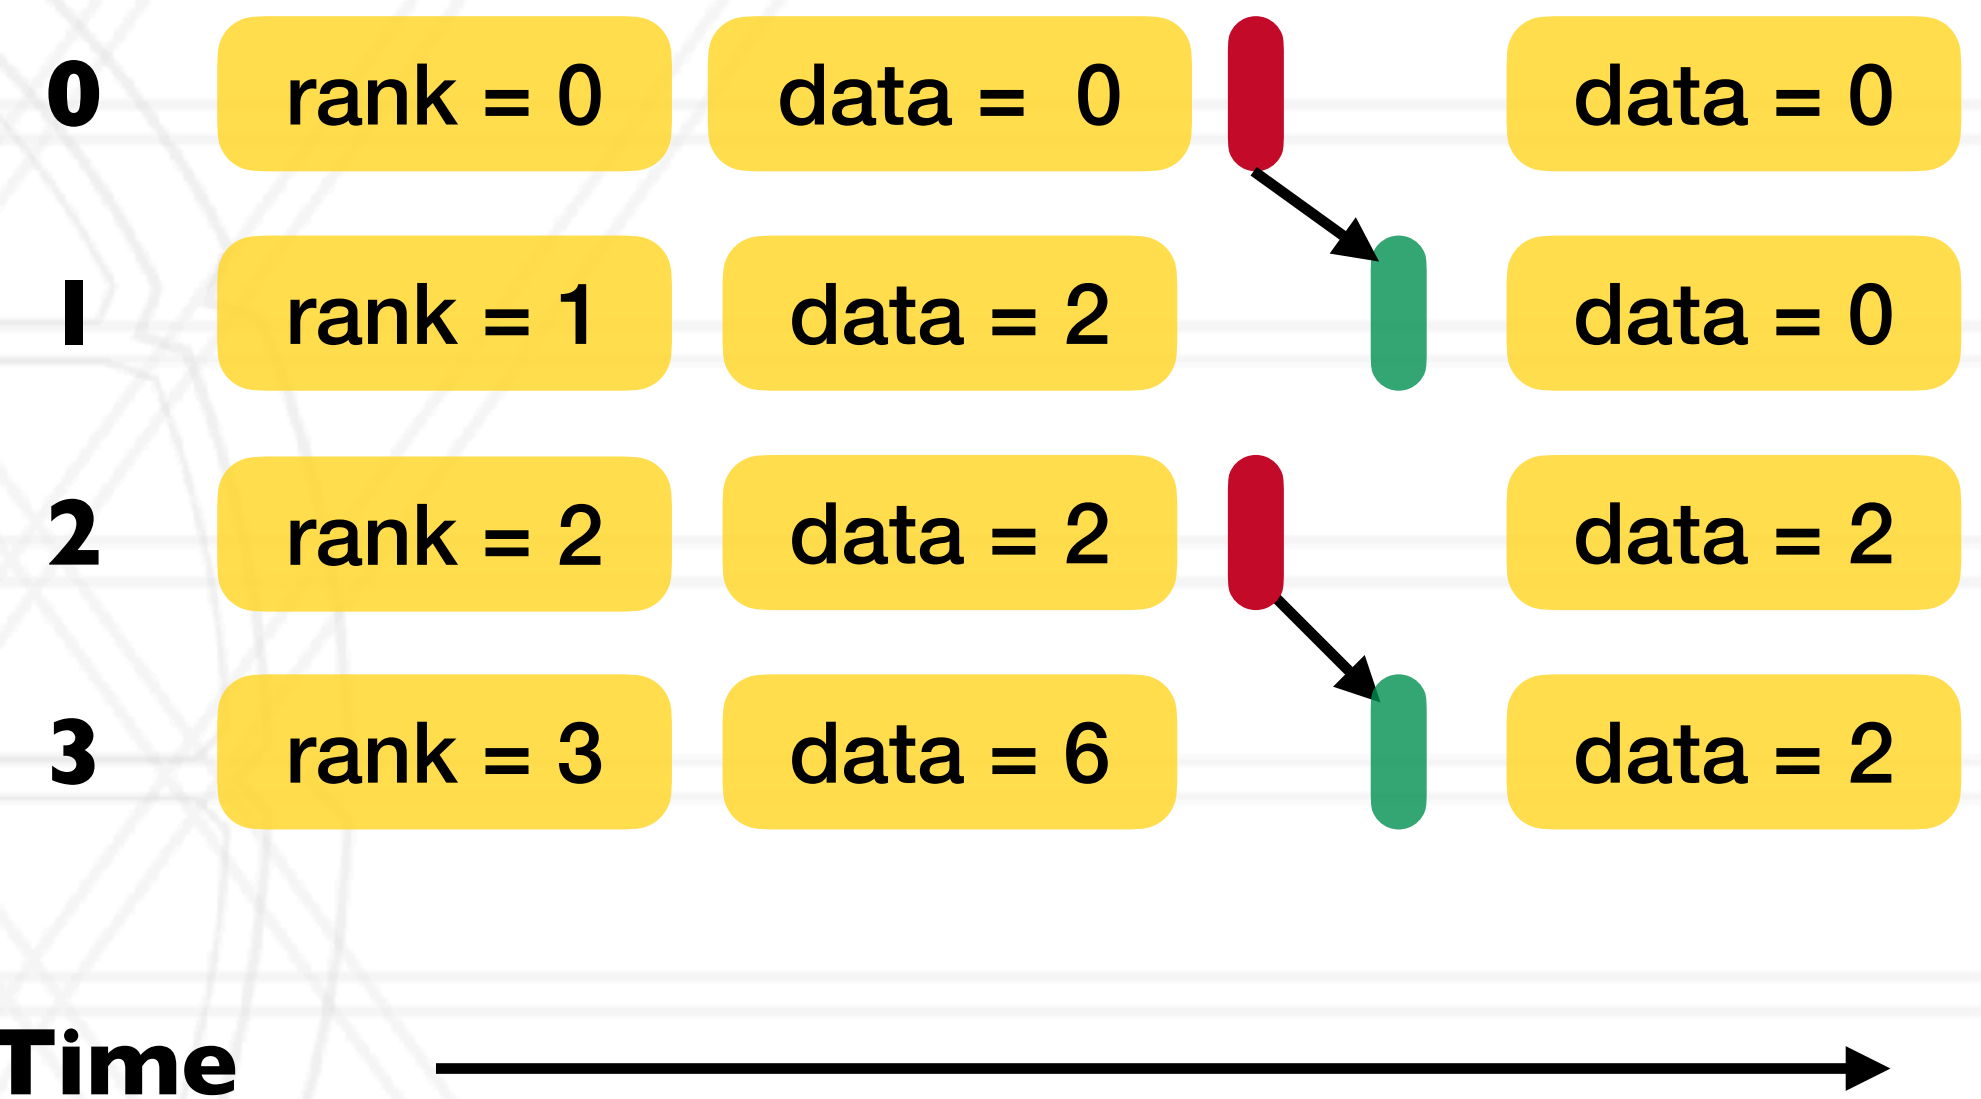 0 rank = 0 data = 0 data = 0
1 rank = 1 data = 2 data = 0
2 rank = 2 data = 2 data = 2
3 rank = 3 data = 6 data = 2
Time